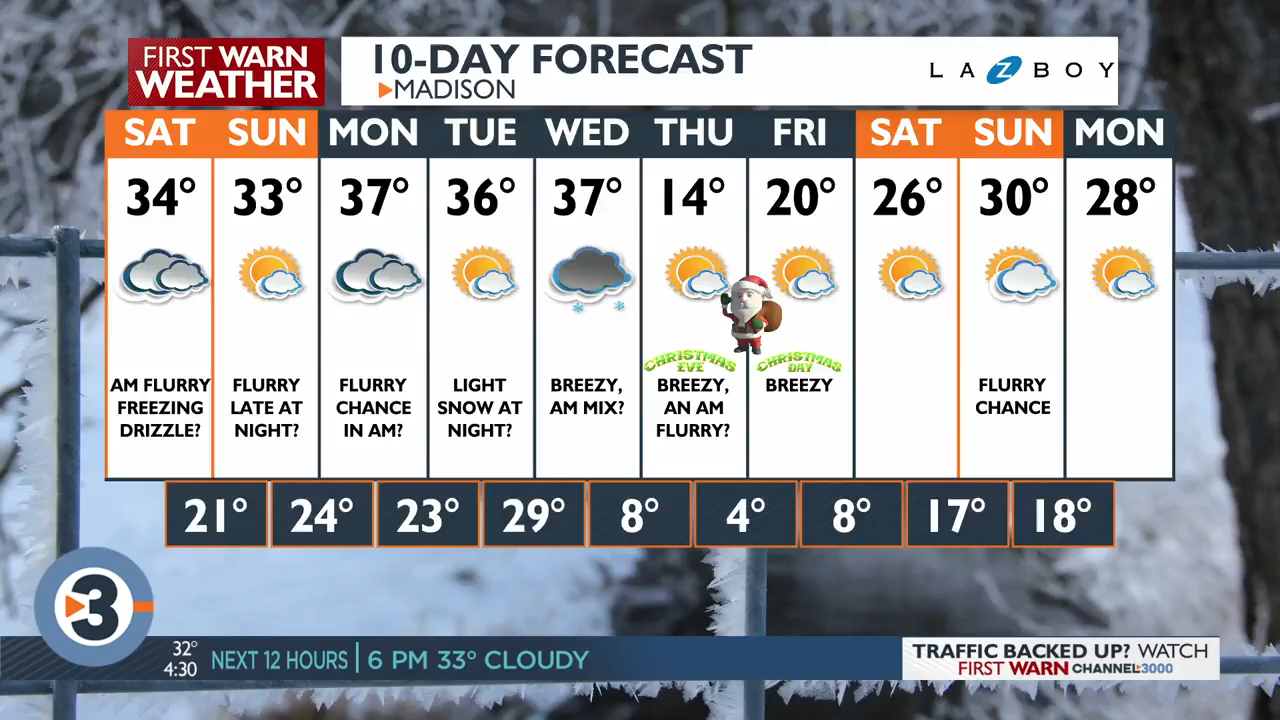 FIRST WARN
WEATHER
10-DAY FORECAST
MADISON
LAZBOY
SAT SUN MON TUE WED THU FRI SAT SUN MON
34° 33° 37° 36° 37° 14° 20° 26° 30° 28°
CHRISTMAS
EVE
CHRISTMAS
DAY
AM FLURRY
FREEZING
DRIZZLE?
FLURRY
LATE AT
NIGHT?
FLURRY
CHANCE
IN AM?
LIGHT
SNOW AT
NIGHT?
BREEZY,
AM MIX?
BREEZY,
AN AM
FLURRY?
BREEZY
FLURRY
CHANCE
21° 24° 23° 29° 8° 4° 8° 17° 18°
3
32°
4:30
NEXT 12 HOURS | 6 PM 33° CLOUDY
TRAFFIC BACKED UP? WATCH
FIRST WARN CHANNEL3000